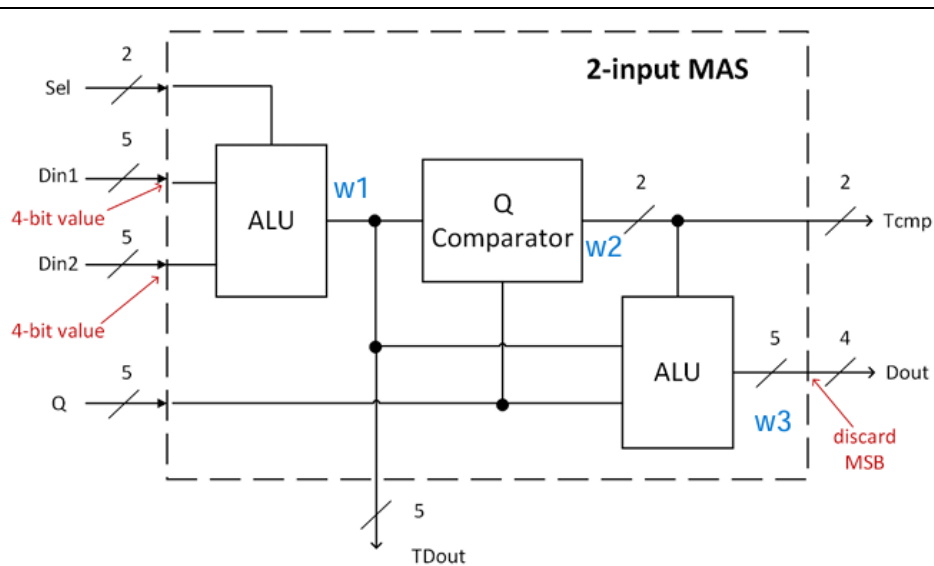 2-input MAS
2
Sel
5
Din1
4-bit value
ALU
w1
Q
Comparator
2
w2
2
Tcmp
5
Din2
4-bit value
5
Q
ALU
5
4
Dout
w3
discard
MSB
5
TDout